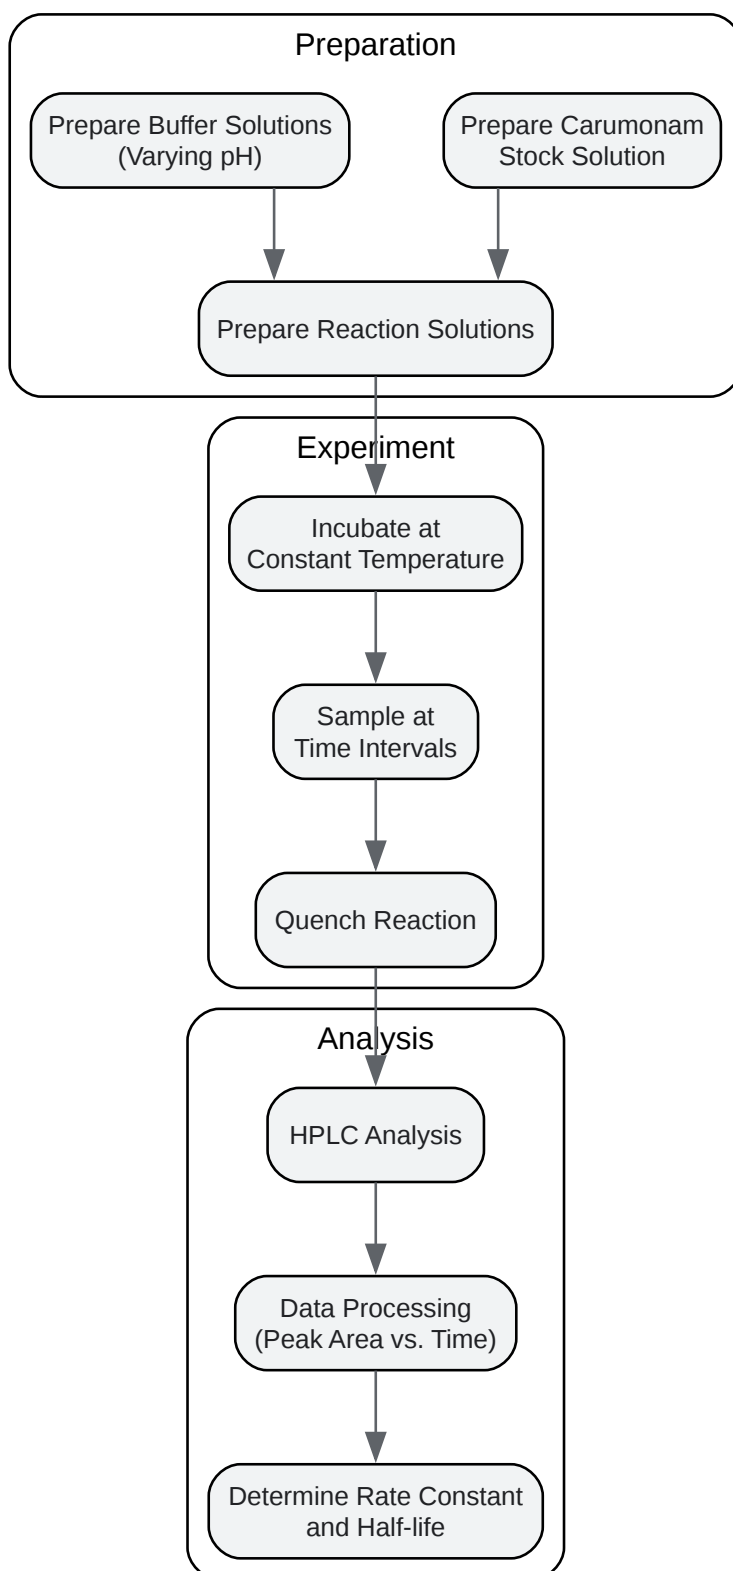 Preparation
Prepare Buffer Solutions
(Varying pH)
Prepare Carumonam
Stock Solution
Prepare Reaction Solutions
Experiment
Incubate at
Constant Temperature
Sample at
Time Intervals
Quench Reaction
Analysis
HPLC Analysis
Data Processing
(Peak Area vs. Time)
Determine Rate Constant
and Half-life